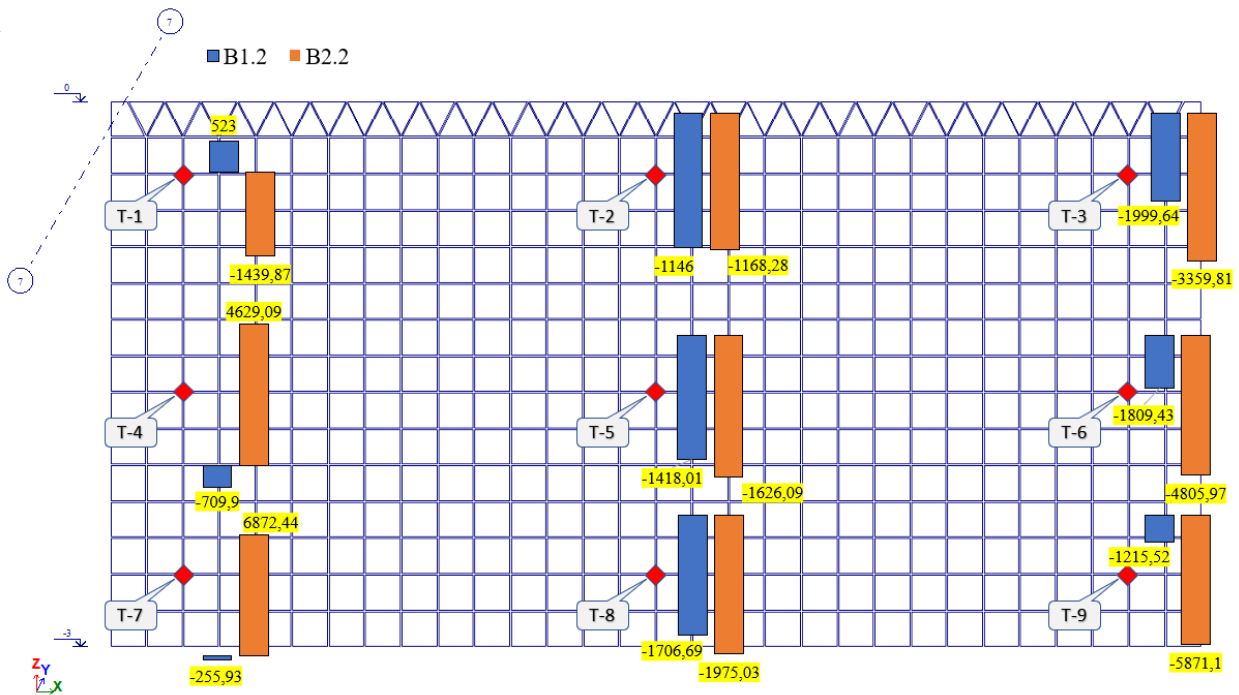 7
B1.2 B2.2
0
523
T-1
T-2
T-3
-1999,64
-1439,87
-1146
-1168,28
-3359,81
7
4629,09
T-4
T-5
T-6
-1809,43
-709,9
-1418,01
-1626,09
-4805,97
6872,44
-1215,52
T-7
T-8
T-9
-3
-255,93
-1706,69
-1975,03
-5871,1
Z
Y
X